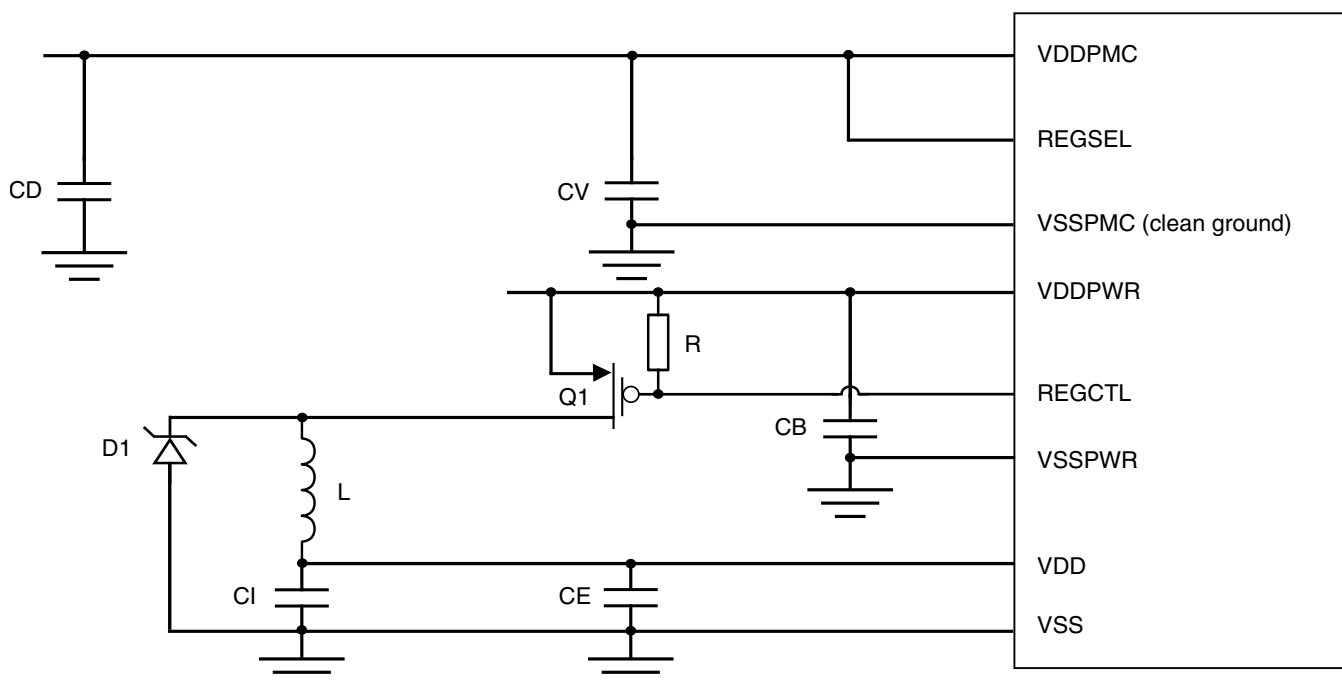 VDDPMC
REGSEL
CD
CV
VSSPMC (clean ground)
VDDPWR
R
Q1
REGCTL
CB
D1
VSSPWR
L
VDD
CI
CE
VSS